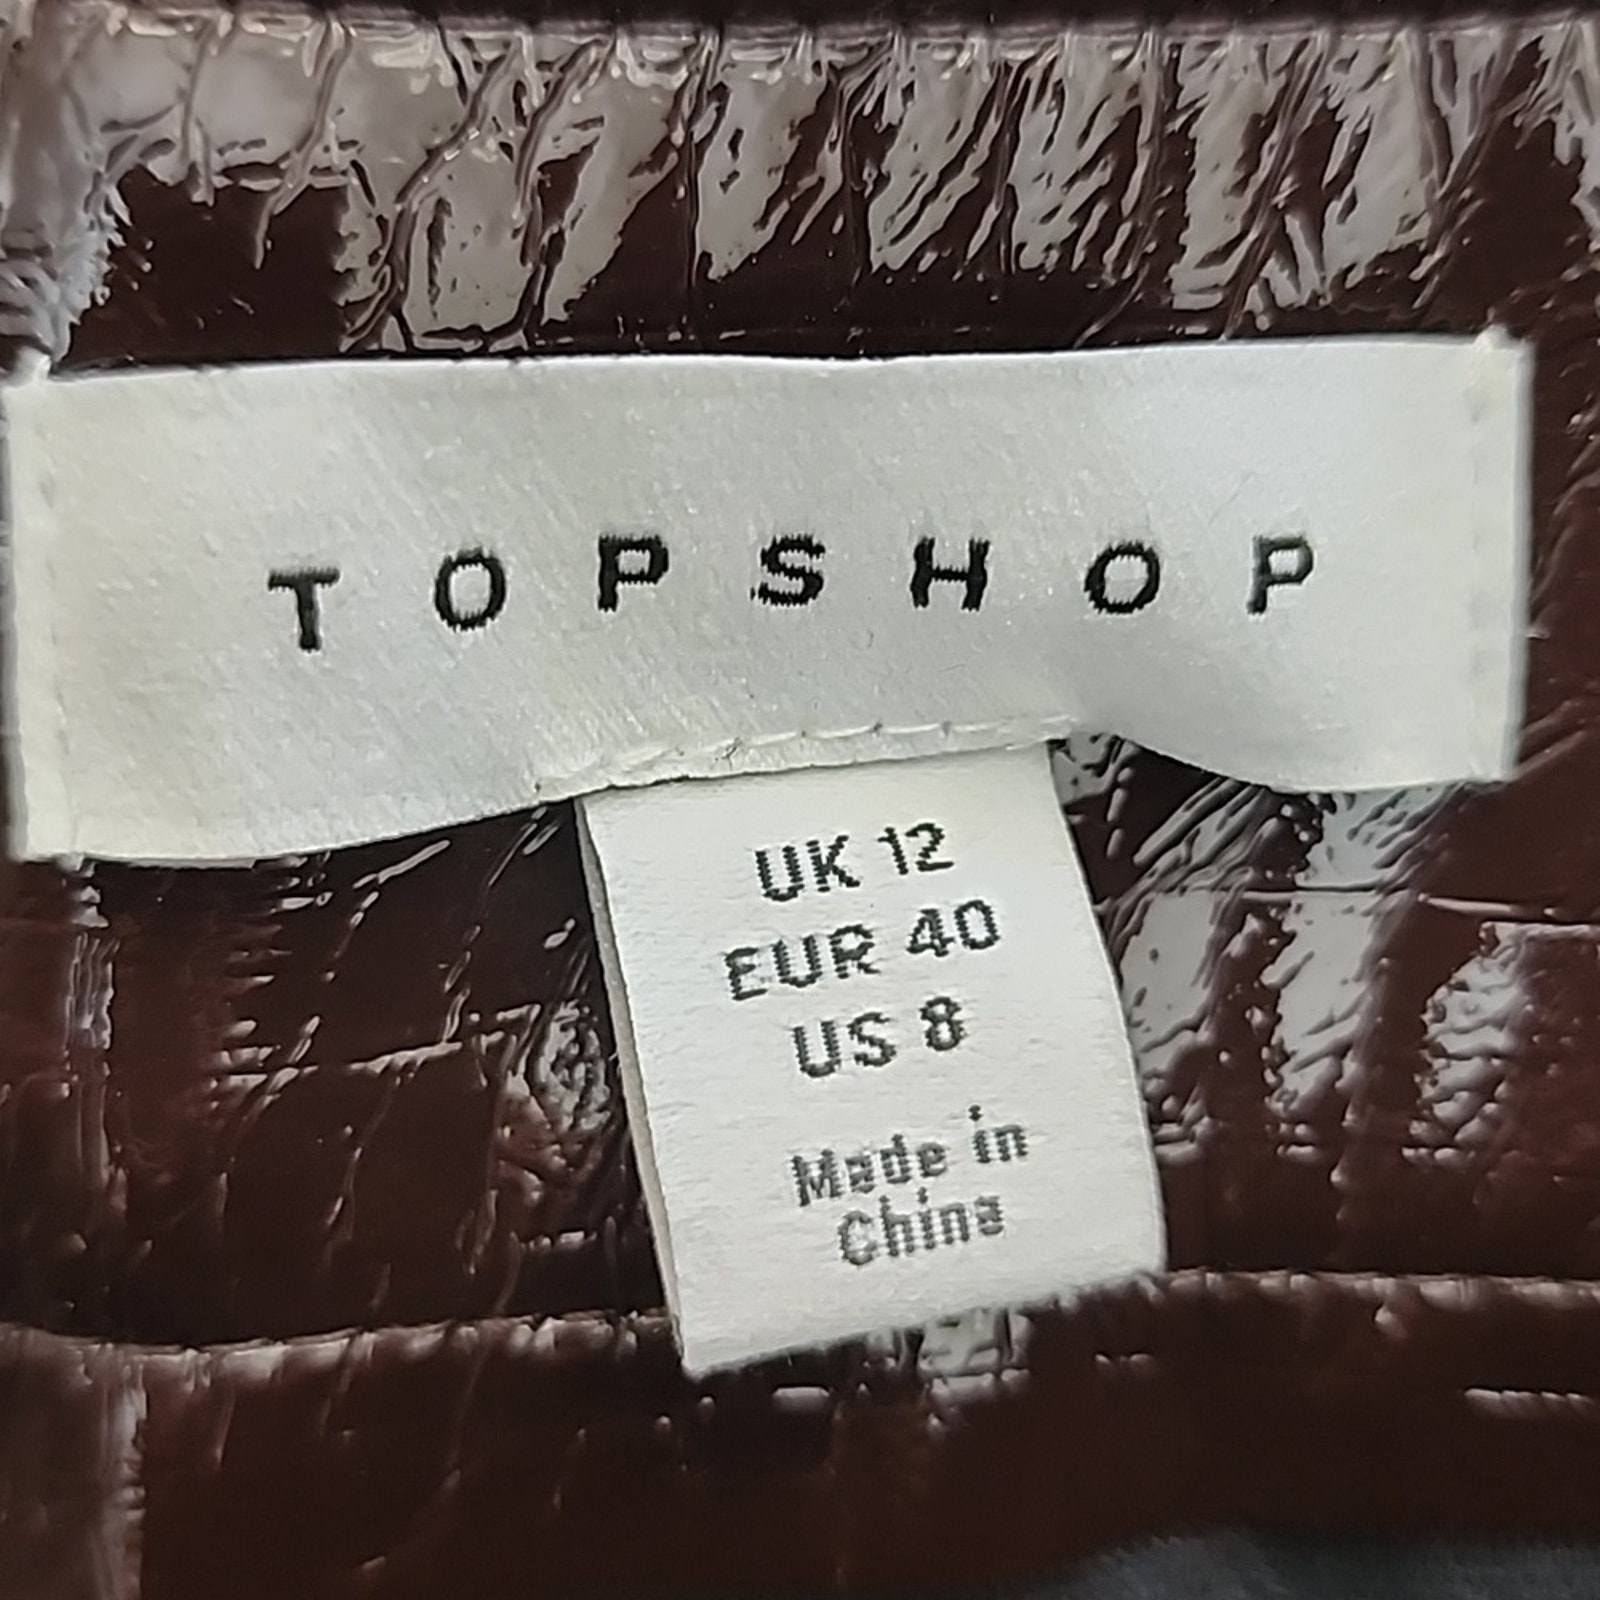 TOPSHOP
UK 12
EUR 40
US 8
Made in
China